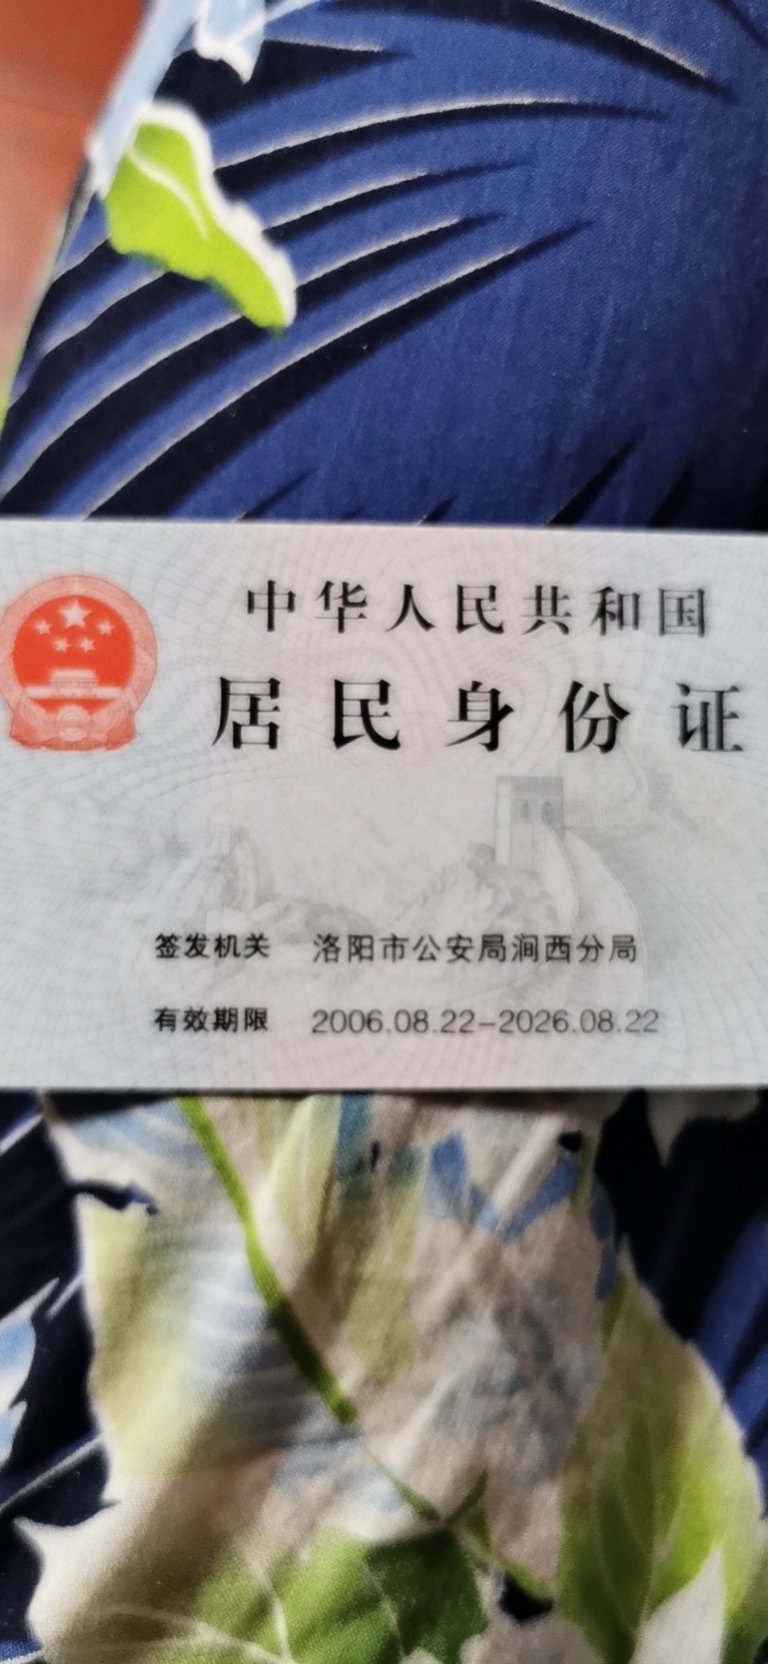 中华人民共和国
居民身份证
签发机关 洛阳市公安局涧西分局
有效期限 2006.08.22-2026.08.22